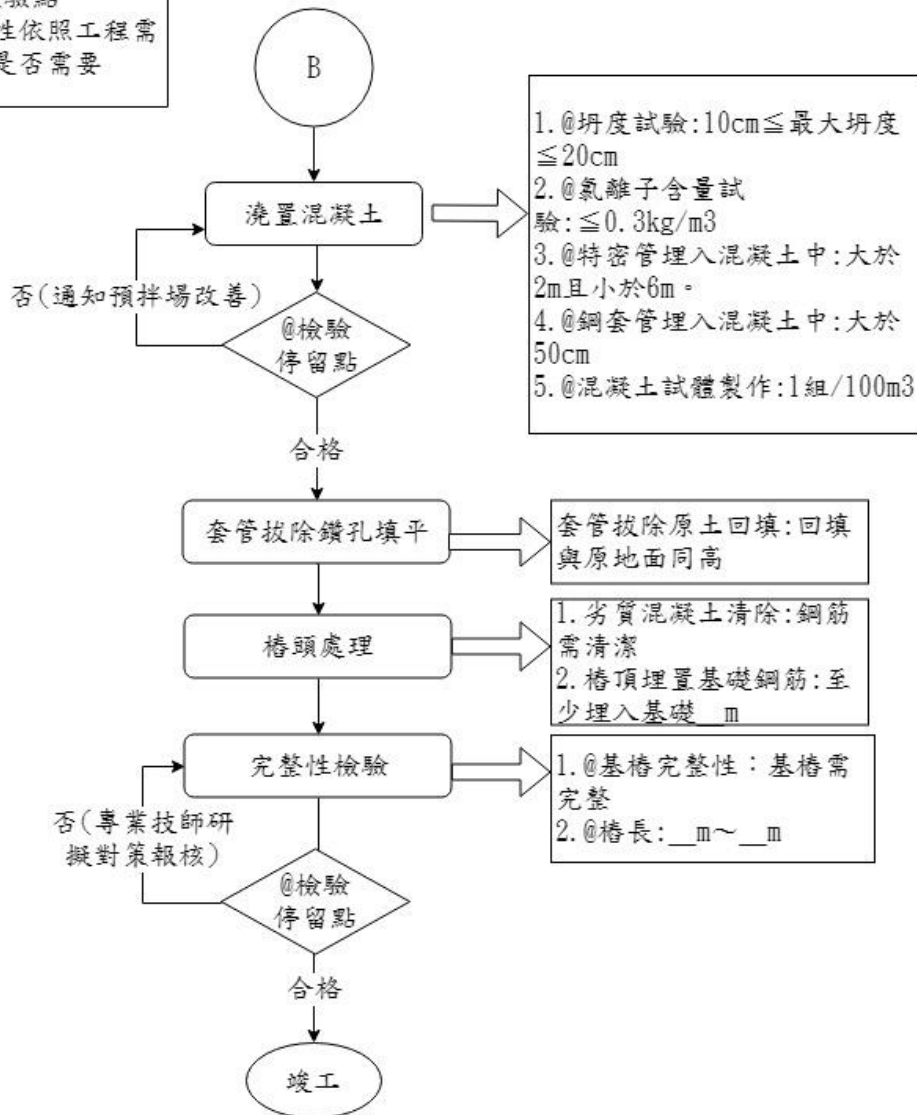 性依照工程需
是否需要
B
澆置混凝土
1.@坍度試驗:10cm≦最大坍度
≦20cm
2.@氯離子含量試
驗:≦0.3kg/m3
3.@特密管埋入混凝土中:大於
2m且小於6m。
4.@鋼套管埋入混凝土中:大於
50cm
5.@混凝土試體製作:1組/100m3
否(通知預拌場改善)
@檢驗
停留點
合格
套管拔除鑽孔填平
套管拔除原土回填:回填
與原地面同高
樁頭處理
1.劣質混凝土清除:鋼筋
需清潔
2.樁頂埋置基礎鋼筋:至
少埋入基礎__m
完整性檢驗
1.@基樁完整性：基樁需
完整
2.@樁長:__m～__m
否(專業技師研
擬對策報核)
@檢驗
停留點
合格
竣工